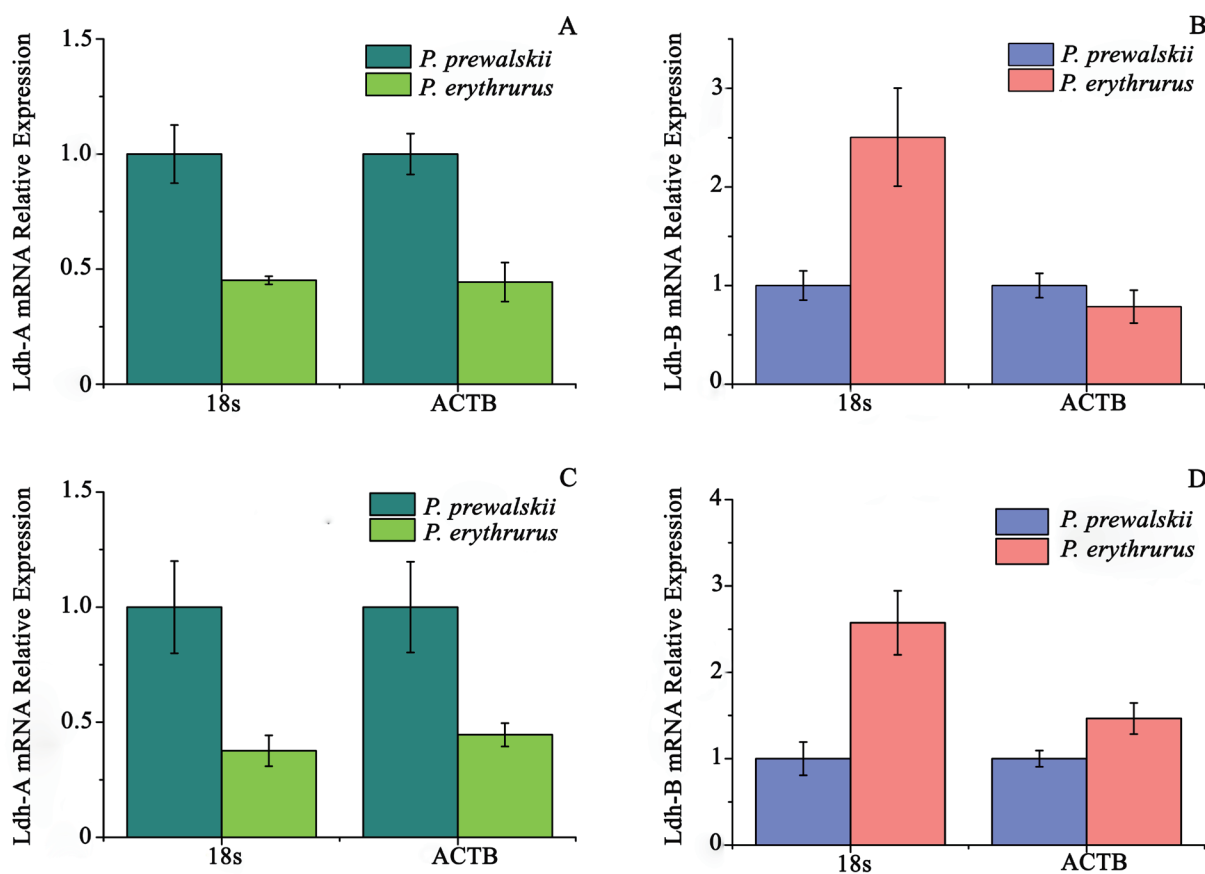 A
Ldh-A mRNA Relative Expression
1.5
1.0
0.5
0
P. prewalskii
P. erythrurus
18s
ACTB
B
Ldh-B mRNA Relative Expression
3
2
1
0
P. prewalskii
P. erythrurus
18s
ACTB
C
Ldh-A mRNA Relative Expression
1.5
1.0
0.5
0
P. prewalskii
P. erythrurus
18s
ACTB
D
Ldh-B mRNA Relative Expression
4
3
2
1
0
P. prewalskii
P. erythrurus
18s
ACTB